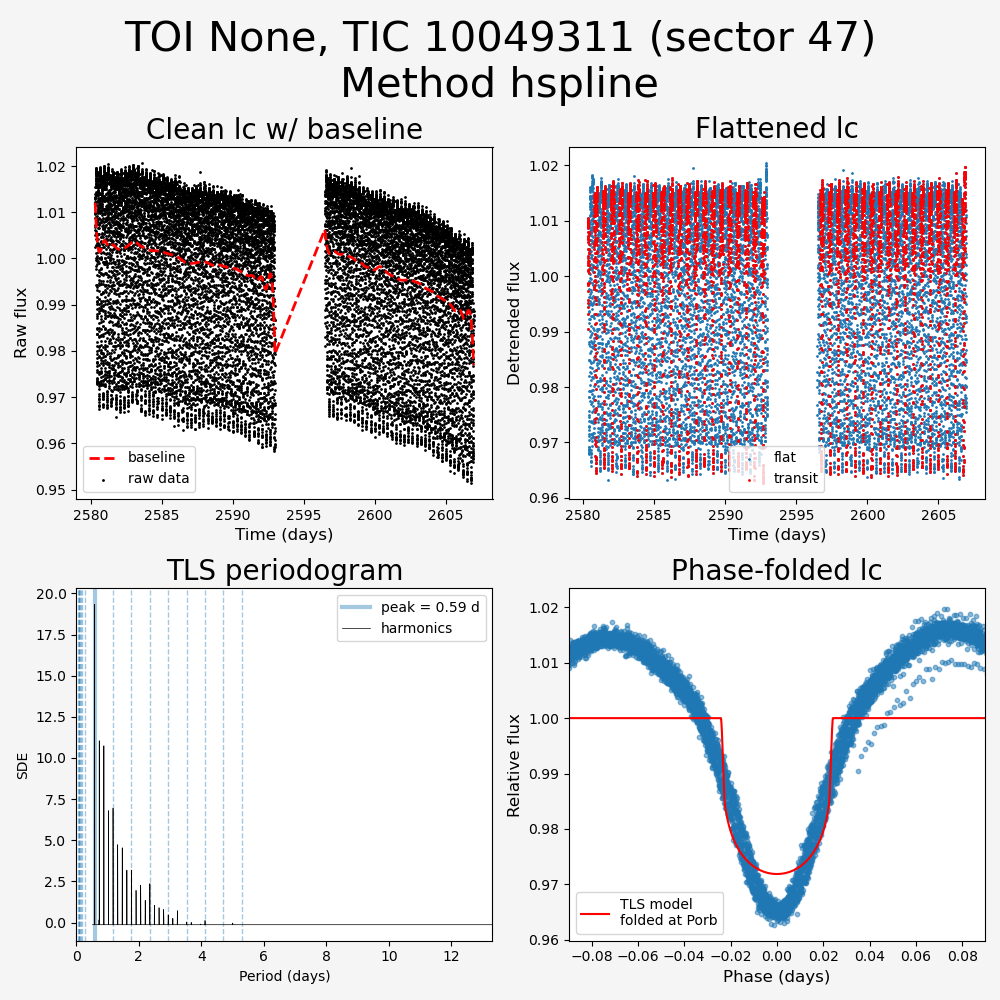 TOI None, TIC 10049311 (sector 47)
Method hspline
Clean lc w/ baseline
Flattened lc
1.02
1.01
1.00
0.99
0.98
0.97
0.96
0.95
Raw flux
baseline
raw data
2580
2585
2590
2595
2600
2605
Time (days)
1.02
1.01
1.00
0.99
0.98
0.97
0.96
Detrended flux
flat
transit
2580
2585
2590
2595
2600
2605
Time (days)
TLS periodogram
Phase-folded lc
20.0
17.5
15.0
12.5
10.0
7.5
5.0
2.5
0.0
SDE
peak = 0.59 d
harmonics
0
2
4
6
8
10
12
Period (days)
1.02
1.01
1.00
0.99
0.98
0.97
0.96
Relative flux
TLS model
folded at Porb
−0.08
−0.06
−0.04
−0.02
0.00
0.02
0.04
0.06
0.08
Phase (days)